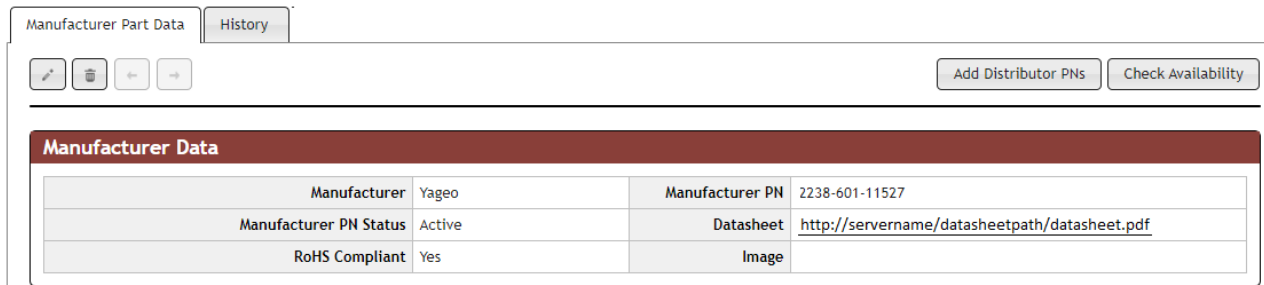 Manufacturer Part Data History
Add Distributor PNs Check Availability
Manufacturer Data
Manufacturer Yageo Manufacturer PN 2238-601-11527
Manufacturer PN Status Active Datasheet http://servername/datasheetpath/datasheet.pdf
RoHS Compliant Yes Image